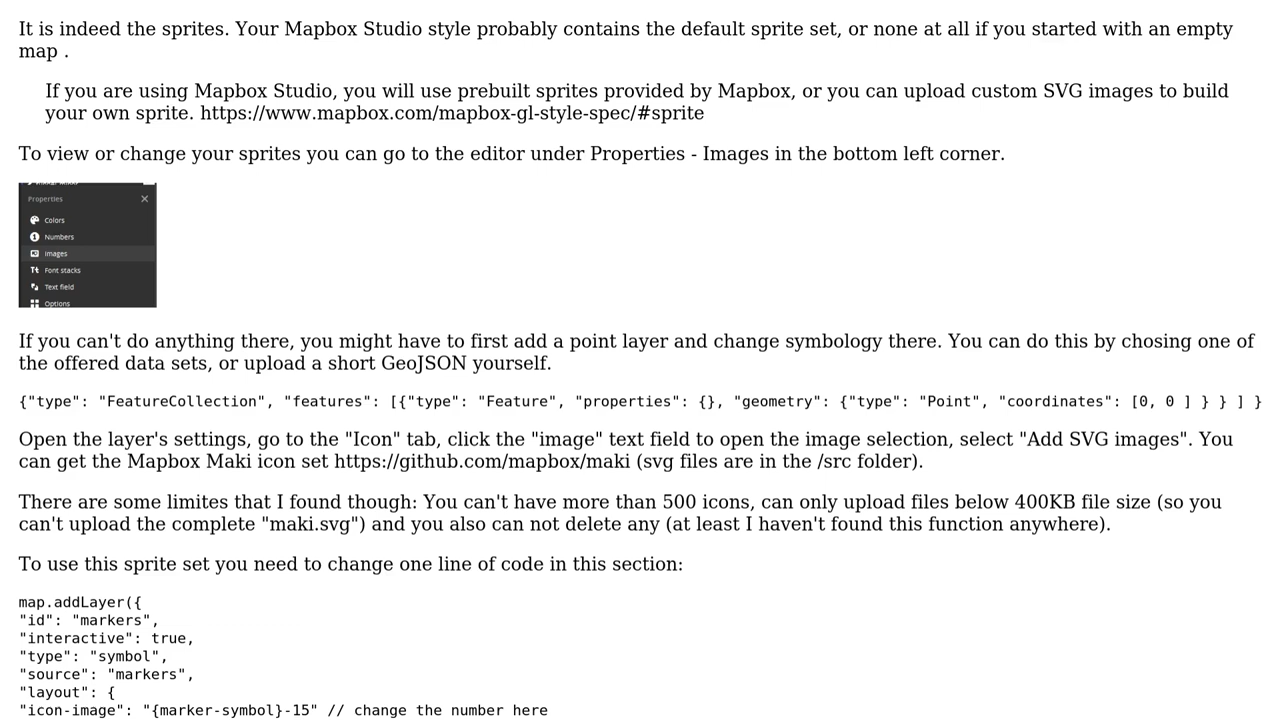 It is indeed the sprites. Your Mapbox Studio style probably contains the default sprite set, or none at all if you started with an empty
map .
If you are using Mapbox Studio, you will use prebuilt sprites provided by Mapbox, or you can upload custom SVG images to build
your own sprite. https://www.mapbox.com/mapbox-gl-style-spec/#sprite
To view or change your sprites you can go to the editor under Properties - Images in the bottom left corner.
Properties
Colors
Numbers
Images
Font stacks
Text field
Options
If you can't do anything there, you might have to first add a point layer and change symbology there. You can do this by chosing one of
the offered data sets, or upload a short GeoJSON yourself.
{"type": "FeatureCollection", "features": [{"type": "Feature", "properties": {}, "geometry": {"type": "Point", "coordinates": [0, 0 ] } } ] }
Open the layer's settings, go to the "Icon" tab, click the "image" text field to open the image selection, select "Add SVG images". You
can get the Mapbox Maki icon set https://github.com/mapbox/maki (svg files are in the /src folder).
There are some limites that I found though: You can't have more than 500 icons, can only upload files below 400KB file size (so you
can't upload the complete "maki.svg") and you also can not delete any (at least I haven't found this function anywhere).
To use this sprite set you need to change one line of code in this section:
map.addLayer({
"id": "markers",
"interactive": true,
"type": "symbol",
"source": "markers",
"layout": {
"icon-image": "{marker-symbol}-15" // change the number here